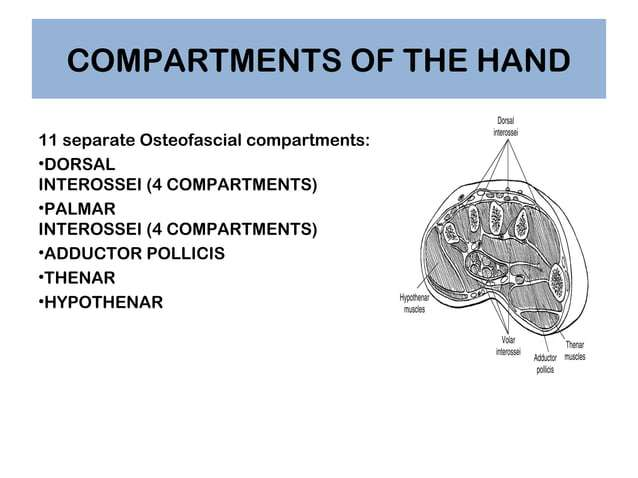 COMPARTMENTS OF THE HAND
11 separate Osteofascial compartments:
•DORSAL
INTEROSSEI (4 COMPARTMENTS)
•PALMAR
INTEROSSEI (4 COMPARTMENTS)
•ADDUCTOR POLLICIS
•THENAR
•HYPOTHENAR
Dorsal
interossei
Hypothenar
muscles
Volar
interossei
Adductor
pollicis
Thenar
muscles